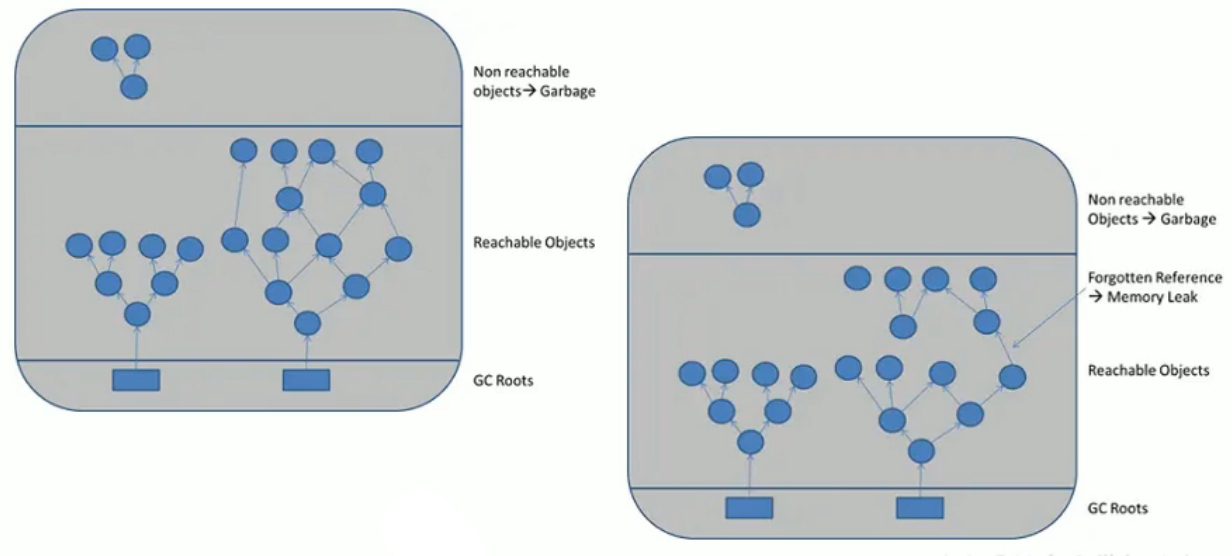 Non reachable
objects→ Garbage
Reachable Objects
GC Roots
Non reachable
Objects → Garbage
Forgotten Reference
→ Memory Leak
Reachable Objects
GC Roots